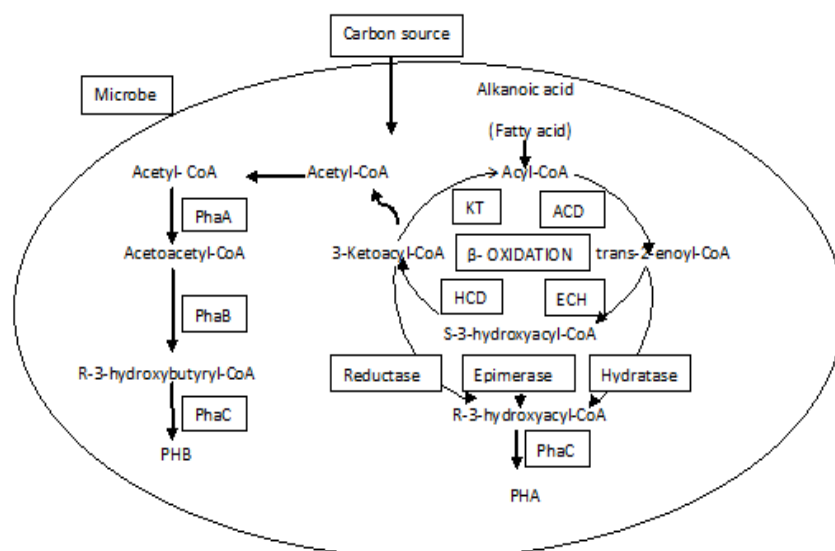 Carbon source
Microbe
Alkanoic acid
(Fatty acid)
Acetyl- CoA
Acetyl-CoA
Acyl-CoA
PhaA
KT
ACD
Acetoacetyl-CoA
3-Ketoacyl-CoA
β- OXIDATION
trans-2-enoyl-CoA
PhaB
HCD
ECH
S-3-hydroxyacyl-CoA
R-3-hydroxybutyryl-CoA
Reductase
Epimerase
Hydratase
PhaC
R-3-hydroxyacyl-CoA
PHB
PhaC
PHA